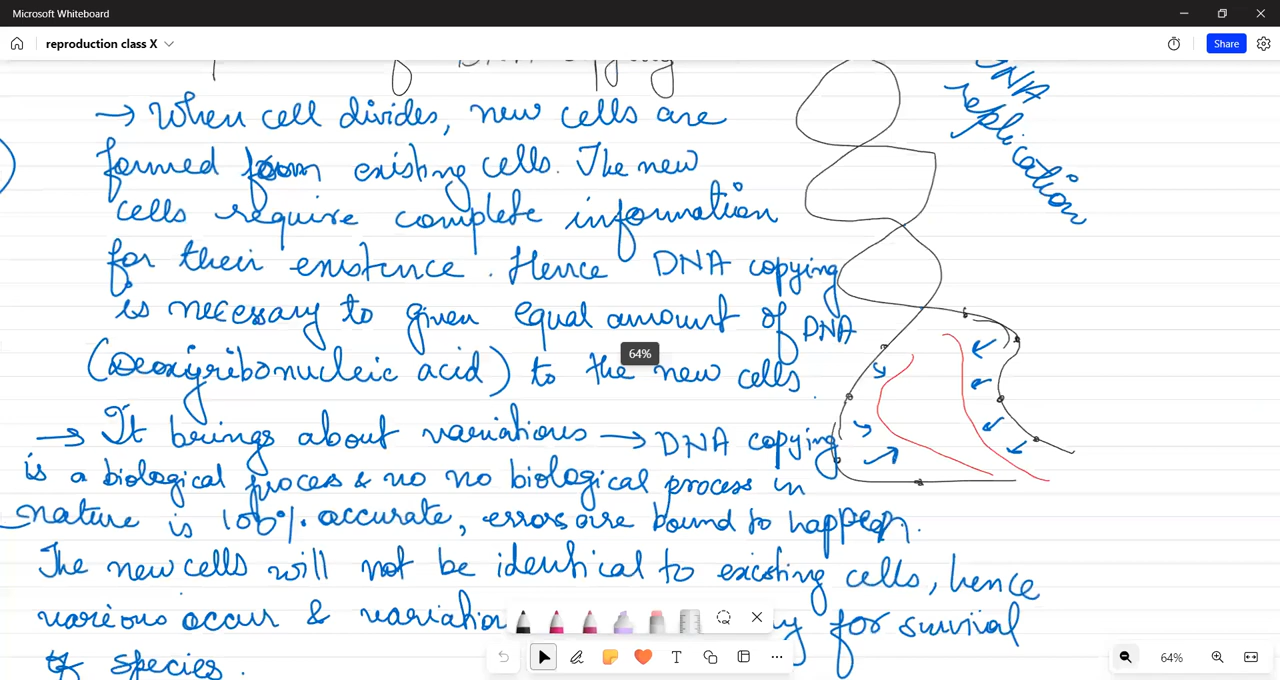 Microsoft Whiteboard
reproduction class X
Share
DNA copying
DNA
replication
→ When cell divides, new cells are
formed from existing cells. The new
cells require complete information
for their existence. Hence DNA copying
is necessary to given equal amount of DNA
(Deoxyribonucleic acid) to the new cells.
64%
→ It brings about variations → DNA copying
is a biological process & no no biological process in
nature is 100% accurate, errors are bound to happen.
The new cells will not be identical to existing cells, hence
various occur & variation for survival
of species.
64%